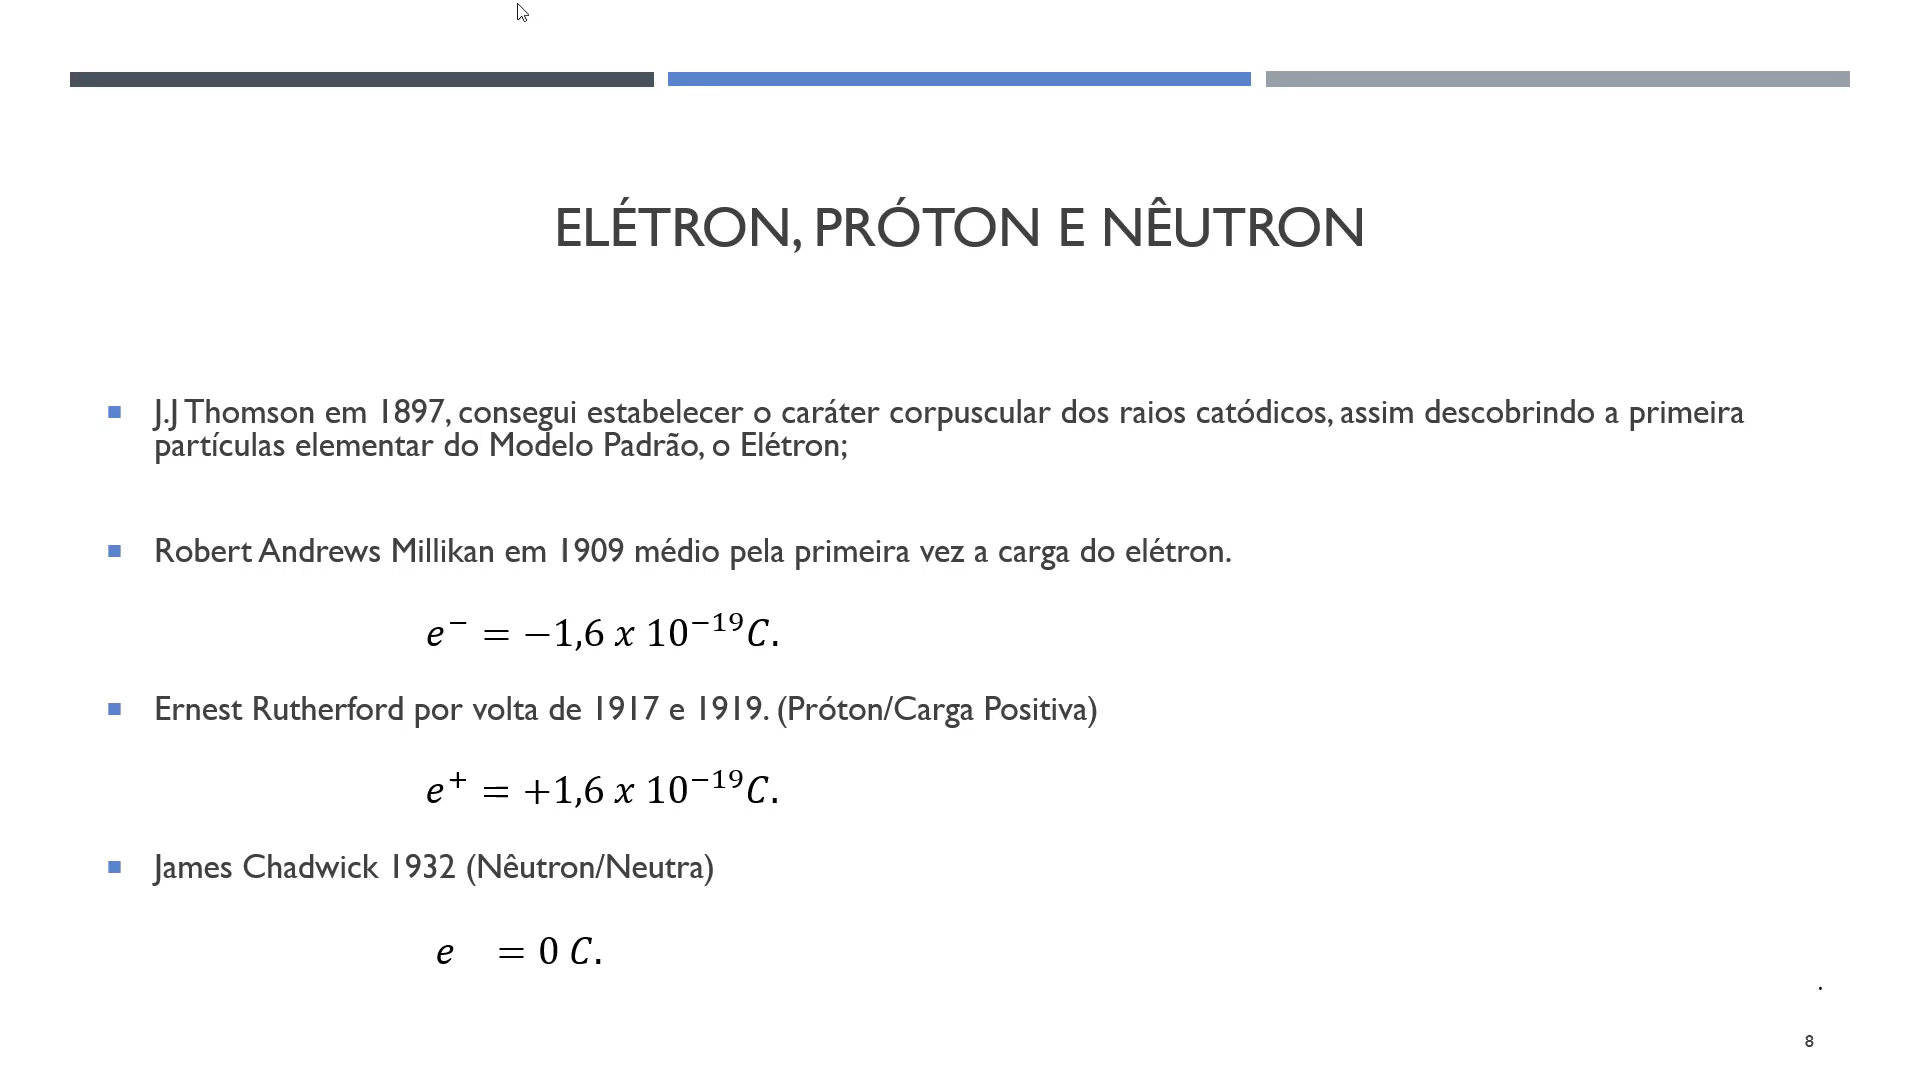 ELÉTRON, PRÓTON E NÊUTRON
▪ J.J Thomson em 1897, consegui estabelecer o caráter corpuscular dos raios catódicos, assim descobrindo a primeira
partículas elementar do Modelo Padrão, o Elétron;
▪ Robert Andrews Millikan em 1909 médio pela primeira vez a carga do elétron.
e⁻ = −1,6 x 10⁻¹⁹C.
▪ Ernest Rutherford por volta de 1917 e 1919. (Próton/Carga Positiva)
e⁺ = +1,6 x 10⁻¹⁹C.
▪ James Chadwick 1932 (Nêutron/Neutra)
e = 0 C.
.
8